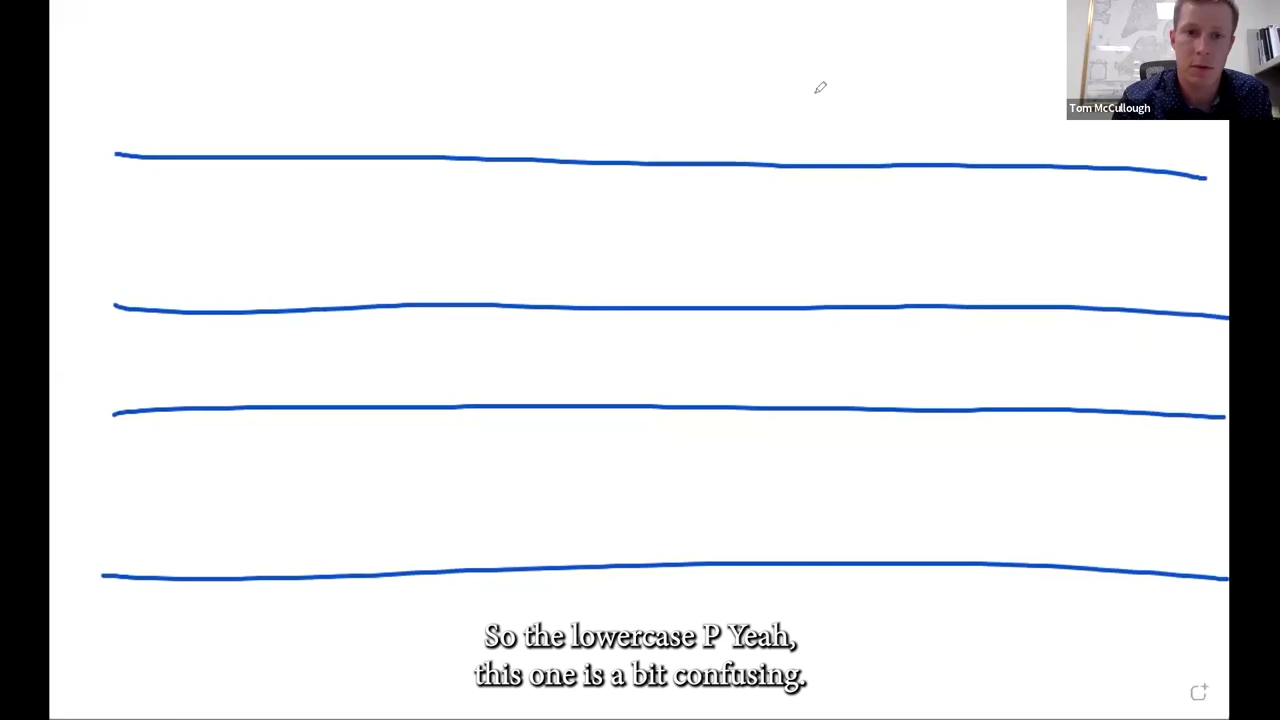 Tom McCullough
So the lowercase P Yeah,
this one is a bit confusing.